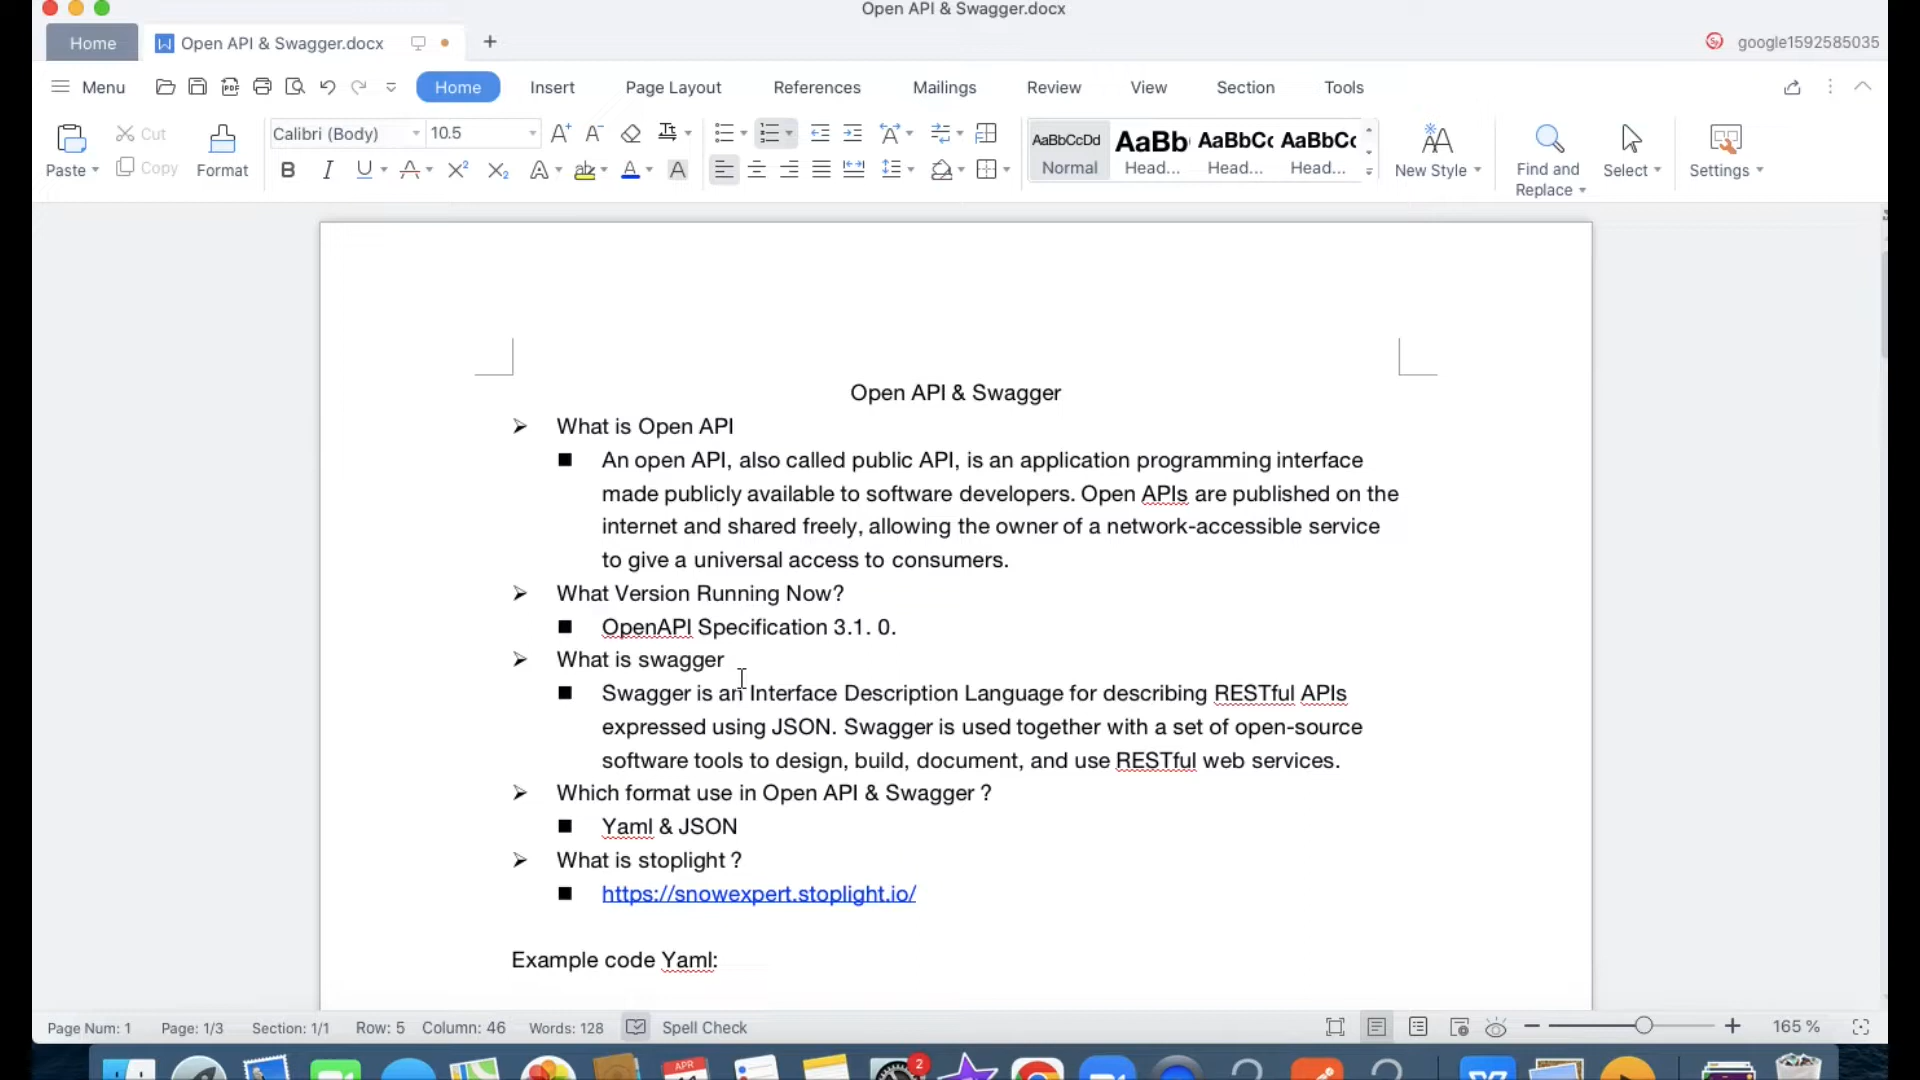 Open API & Swagger.docx
Home
Open API & Swagger.docx
google1592585035
Menu
Home
Insert
Page Layout
References
Mailings
Review
View
Section
Tools
Paste
Cut
Copy
Format
Calibri (Body)
10.5
AaBbCcDd
Normal
AaBb
Head...
AaBbCc
Head...
AaBbCc
Head...
New Style
Find and
Replace
Select
Settings
Open API & Swagger
What is Open API
An open API, also called public API, is an application programming interface
made publicly available to software developers. Open APIs are published on the
internet and shared freely, allowing the owner of a network-accessible service
to give a universal access to consumers.
What Version Running Now?
OpenAPI Specification 3.1. 0.
What is swagger
Swagger is an Interface Description Language for describing RESTful APIs
expressed using JSON. Swagger is used together with a set of open-source
software tools to design, build, document, and use RESTful web services.
Which format use in Open API & Swagger ?
Yaml & JSON
What is stoplight ?
https://snowexpert.stoplight.io/
Example code Yaml:
Page Num: 1
Page: 1/3
Section: 1/1
Row: 5
Column: 46
Words: 128
Spell Check
165 %
APR
2